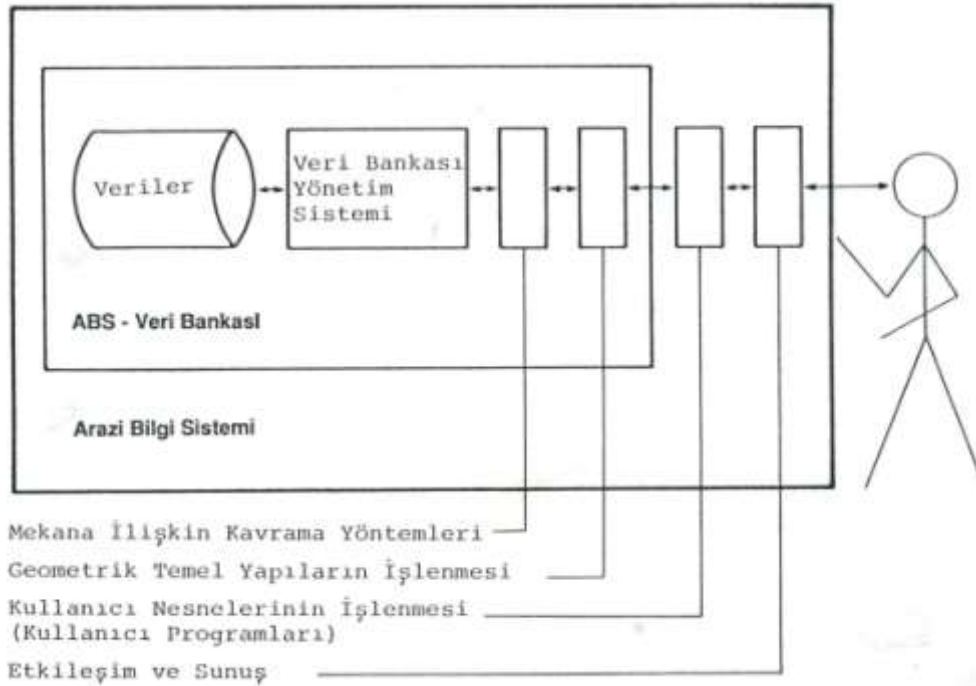 Veriler
Veri Bankası
Yönetim
Sistemi
ABS - Veri Bankası
Arazi Bilgi Sistemi
Mekana İlişkin Kavrama Yöntemleri
Geometrik Temel Yapıların İşlenmesi
Kullanıcı Nesnelerinin İşlenmesi
(Kullanıcı Programları)
Etkileşim ve Sunuş